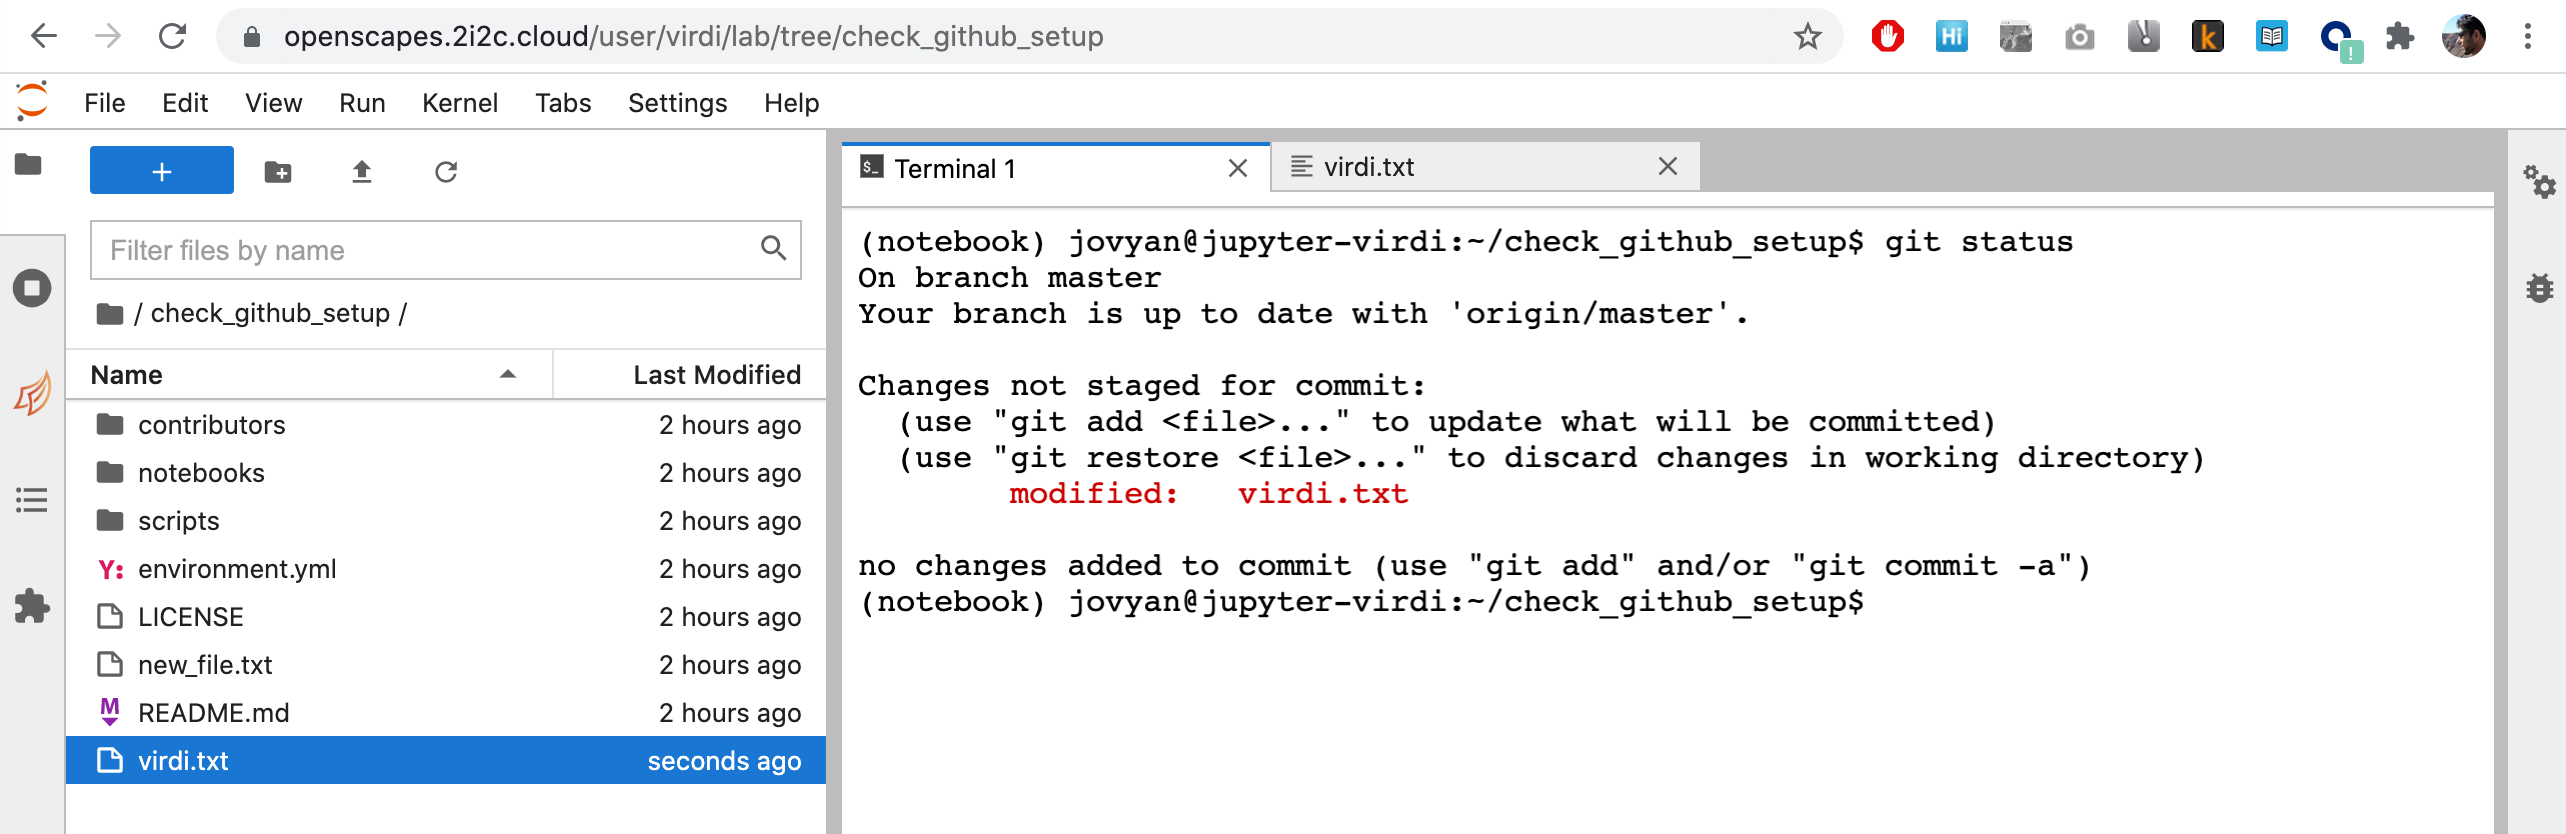 openscapes.2i2c.cloud/user/virdi/lab/tree/check_github_setup
Hi
k
!
File Edit View Run Kernel Tabs Settings Help
+
$_ Terminal 1
virdi.txt
Filter files by name
/ check_github_setup /
Name Last Modified
contributors 2 hours ago
notebooks 2 hours ago
scripts 2 hours ago
Y: environment.yml 2 hours ago
LICENSE 2 hours ago
new_file.txt 2 hours ago
M README.md 2 hours ago
virdi.txt seconds ago
(notebook) jovyan@jupyter-virdi:~/check_github_setup$ git status
On branch master
Your branch is up to date with 'origin/master'.
Changes not staged for commit:
(use "git add <file>..." to update what will be committed)
(use "git restore <file>..." to discard changes in working directory)
modified: virdi.txt
no changes added to commit (use "git add" and/or "git commit -a")
(notebook) jovyan@jupyter-virdi:~/check_github_setup$